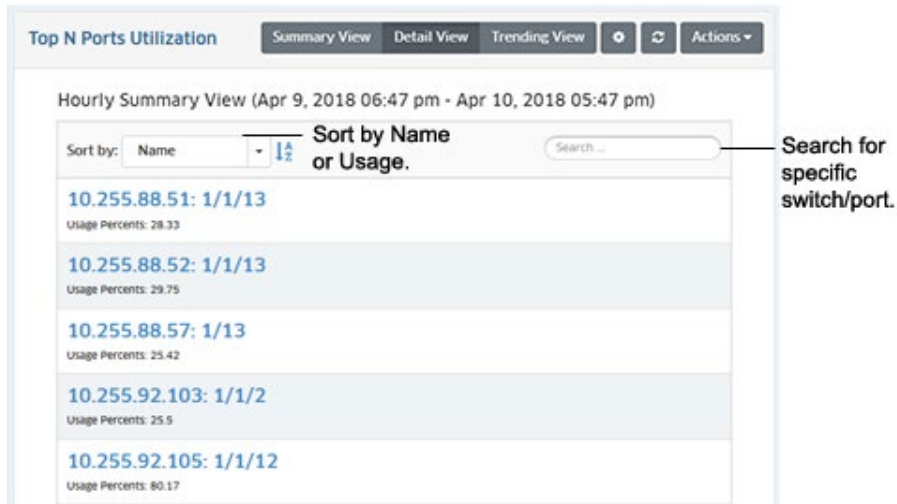 Top N Ports Utilization
Summary View
Detail View
Trending View
Actions
Hourly Summary View (Apr 9, 2018 06:47 pm - Apr 10, 2018 05:47 pm)
Sort by: Name
Sort by Name
or Usage.
Search ...
Search for
specific
switch/port.
10.255.88.51: 1/1/13
Usage Percents: 28.33
10.255.88.52: 1/1/13
Usage Percents: 29.75
10.255.88.57: 1/13
Usage Percents: 25.42
10.255.92.103: 1/1/2
Usage Percents: 25.5
10.255.92.105: 1/1/12
Usage Percents: 80.17